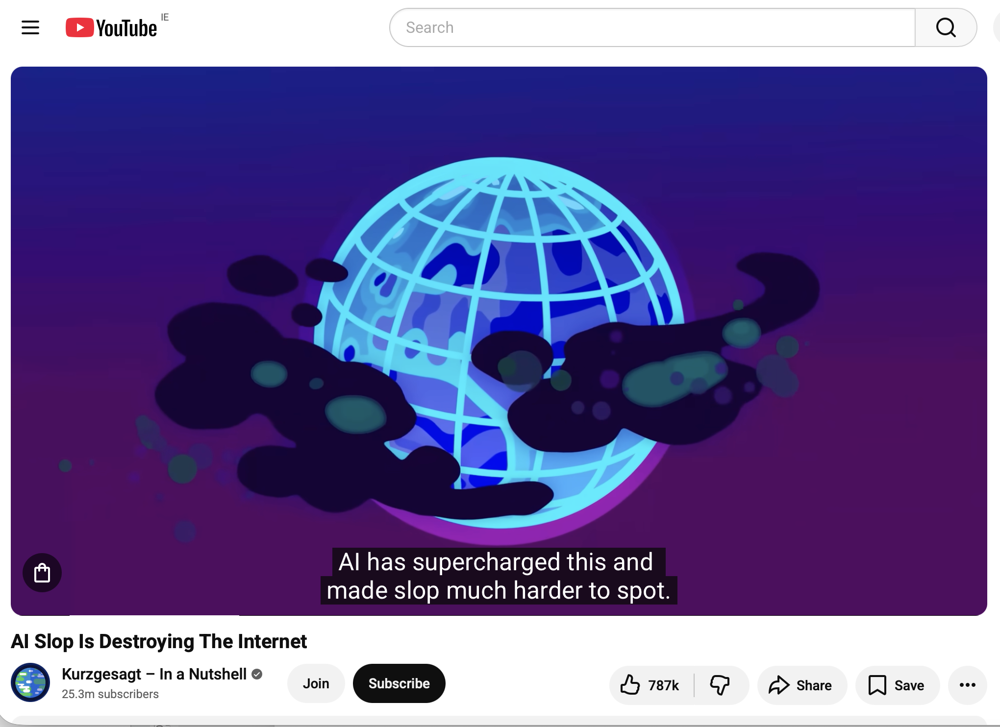 YouTube IE
Search
AI has supercharged this and
made slop much harder to spot.
AI Slop Is Destroying The Internet
Kurzgesagt – In a Nutshell
25.3m subscribers
Join
Subscribe
787k
Share
Save